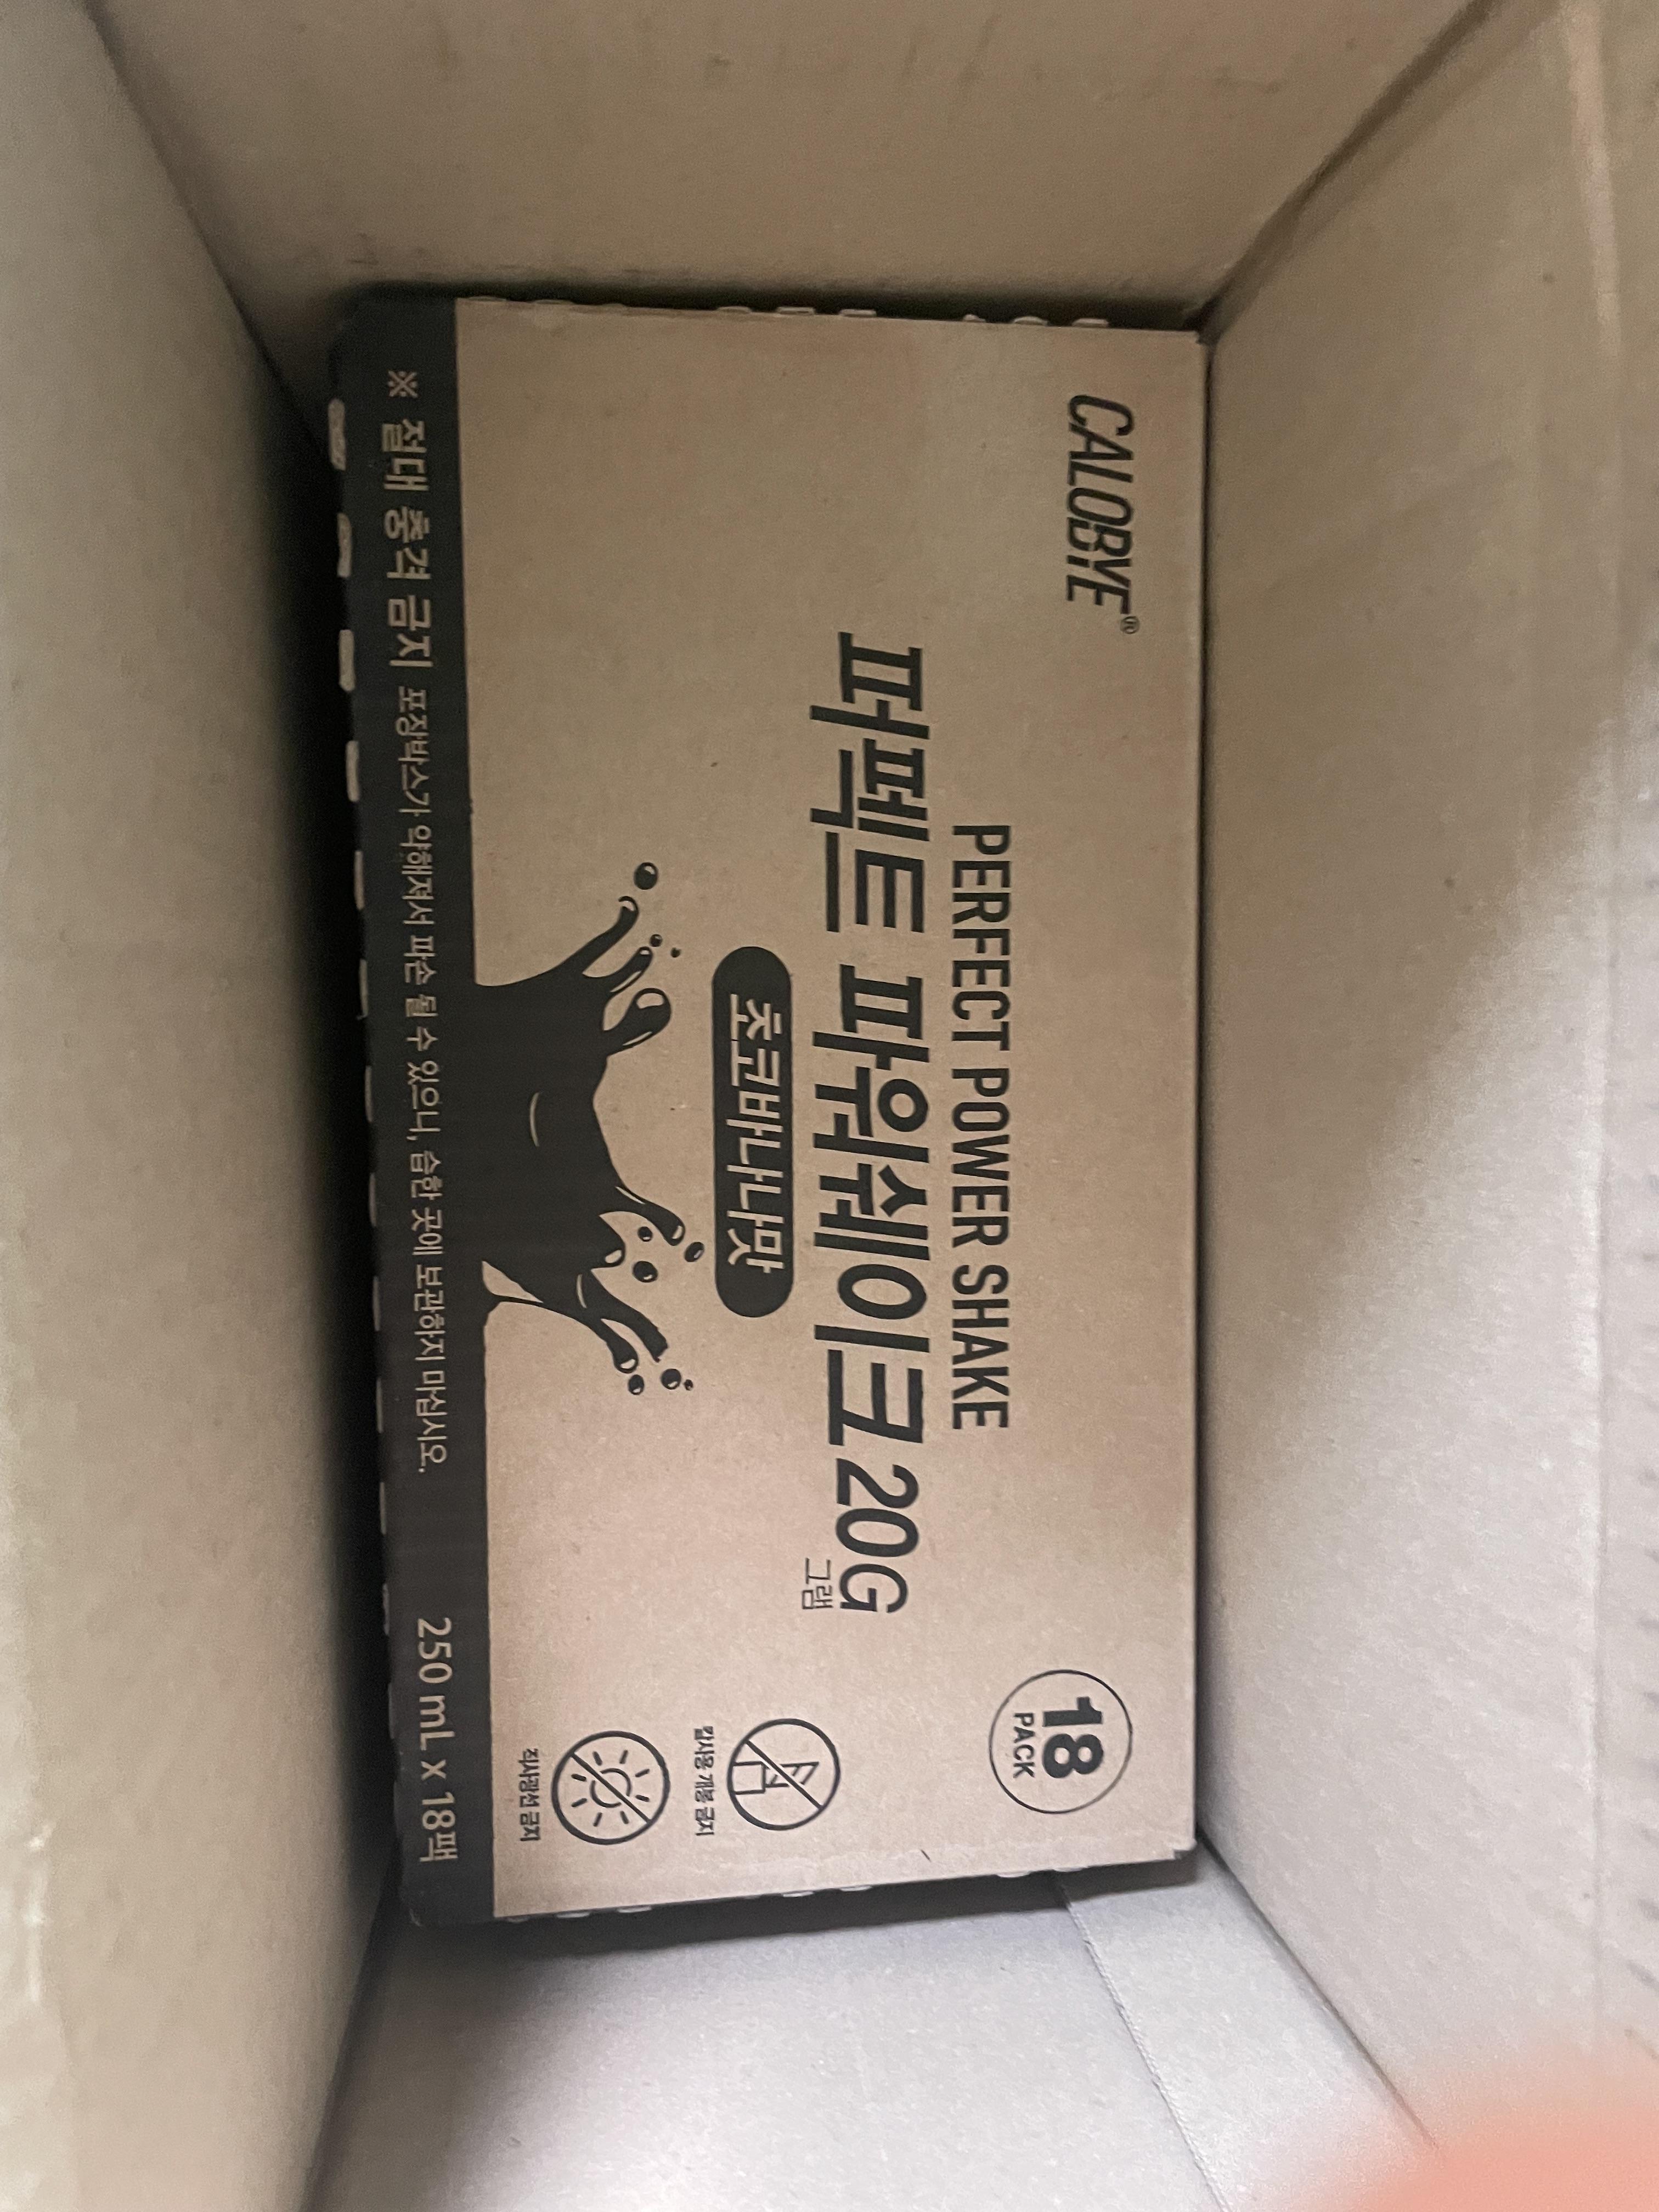 CALOBYE®
18
PACK
PERFECT POWER SHAKE
퍼펙트 파워쉐이크 20G
그램
초코바나나맛
칼사용 개봉 금지
직사광선 금지
※ 절대 충격 금지 포장박스가 약해져서 파손 될 수 있으니, 습한 곳에 보관하지 마십시오.
250 mL x 18팩